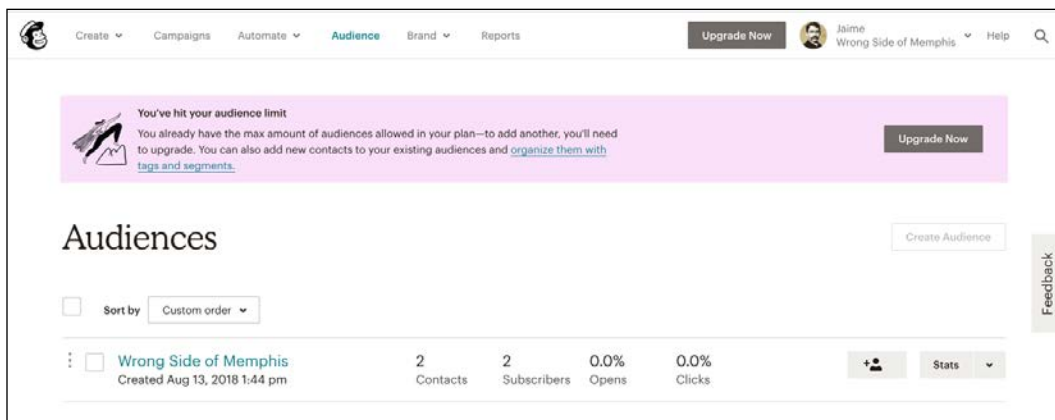 Create Campaigns Automate Audience Brand Reports Upgrade Now Jaime Help
Wrong Side of Memphis
You've hit your audience limit
You already have the max amount of audiences allowed in your plan—to add another, you'll need
to upgrade. You can also add new contacts to your existing audiences and organize them with
tags and segments.
Upgrade Now
Audiences
Create Audience
Feedback
Sort by Custom order
Wrong Side of Memphis 2 2 0.0% 0.0% Stats
Created Aug 13, 2018 1:44 pm Contacts Subscribers Opens Clicks